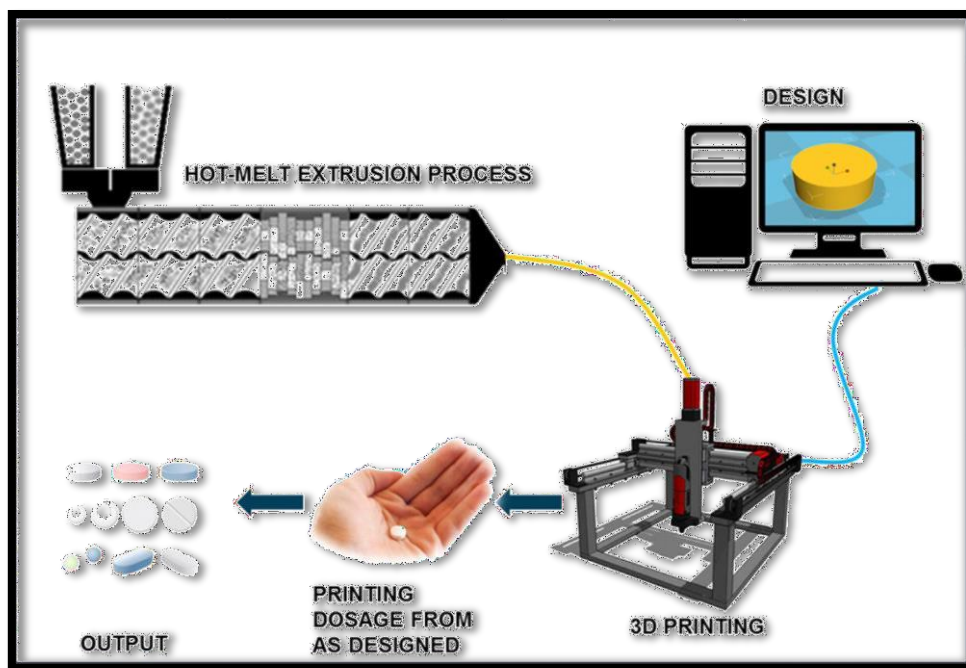 DESIGN
HOT-MELT EXTRUSION PROCESS
3D PRINTING
PRINTING
DOSAGE FROM
AS DESIGNED
OUTPUT